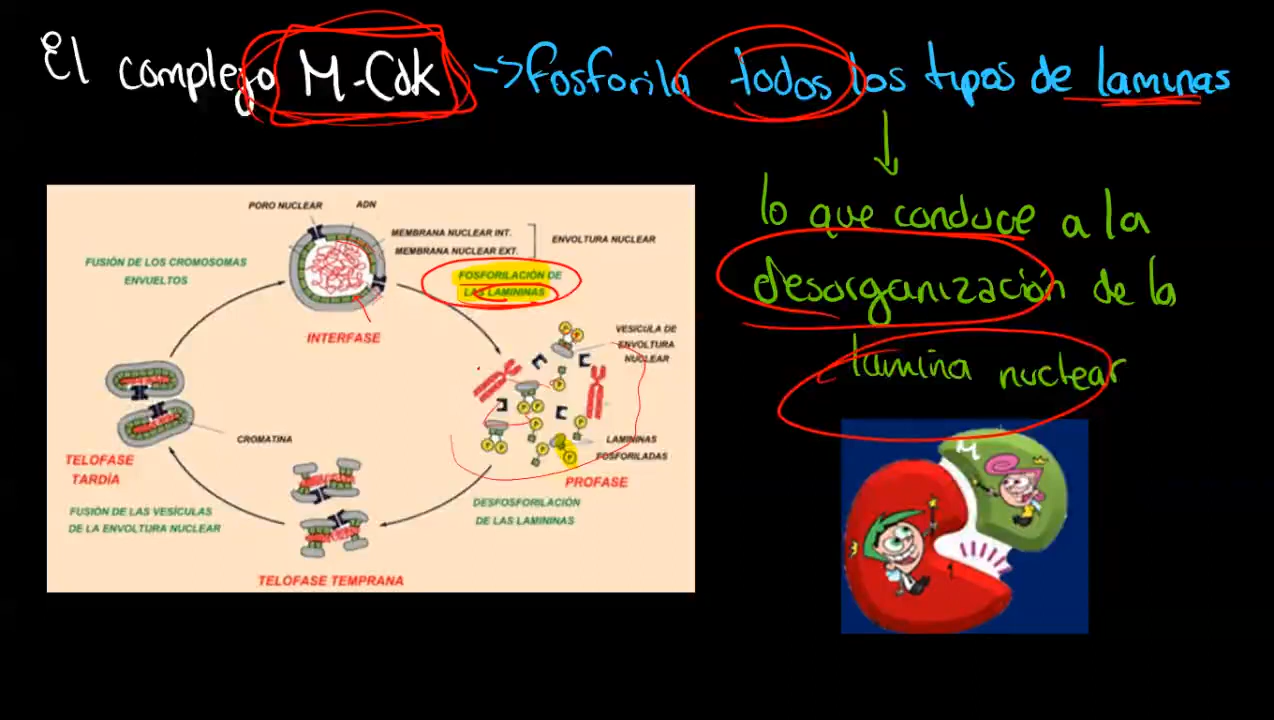 El complejo M-Cdk -> fosforila todos los tipos de laminas
lo que conduce a la
desorganización de la
lamina nuclear
PORO NUCLEAR
ADN
MEMBRANA NUCLEAR INT.
MEMBRANA NUCLEAR EXT.
ENVOLTURA NUCLEAR
FUSIÓN DE LOS CROMOSOMAS
ENVUELTOS
FOSFORILACIÓN DE
LAS LAMININAS
INTERFASE
VESÍCULA DE
ENVOLTURA
NUCLEAR
P
P
P
P
P
P
P
P
P
P
P
LAMININAS
FOSFORILADAS
PROFASE
CROMATINA
TELOFASE
TARDÍA
DESFOSFORILACIÓN
DE LAS LAMININAS
FUSIÓN DE LAS VESÍCULAS
DE LA ENVOLTURA NUCLEAR
TELOFASE TEMPRANA
M